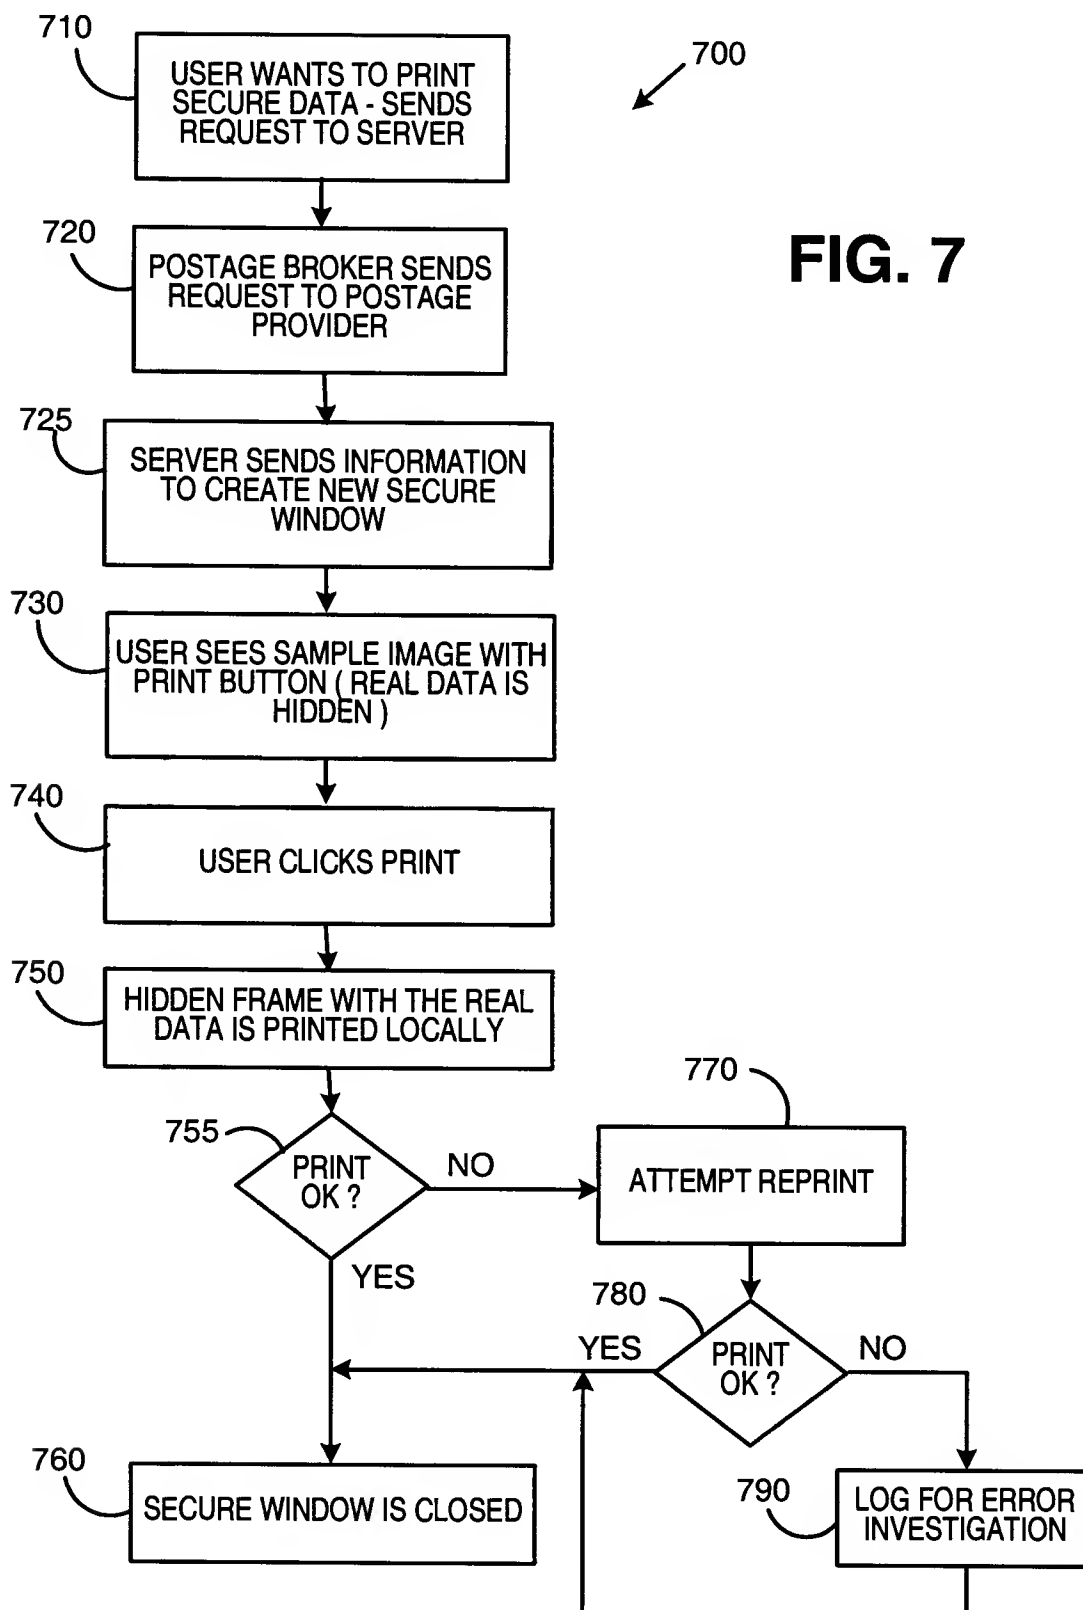 710
USER WANTS TO PRINT
SECURE DATA - SENDS
REQUEST TO SERVER
700
FIG. 7
720
POSTAGE BROKER SENDS
REQUEST TO POSTAGE
PROVIDER
725
SERVER SENDS INFORMATION
TO CREATE NEW SECURE
WINDOW
730
USER SEES SAMPLE IMAGE WITH
PRINT BUTTON ( REAL DATA IS
HIDDEN )
740
USER CLICKS PRINT
750
HIDDEN FRAME WITH THE REAL
DATA IS PRINTED LOCALLY
755
PRINT
OK ?
NO
YES
770
ATTEMPT REPRINT
780
PRINT
OK ?
YES
NO
760
SECURE WINDOW IS CLOSED
790
LOG FOR ERROR
INVESTIGATION